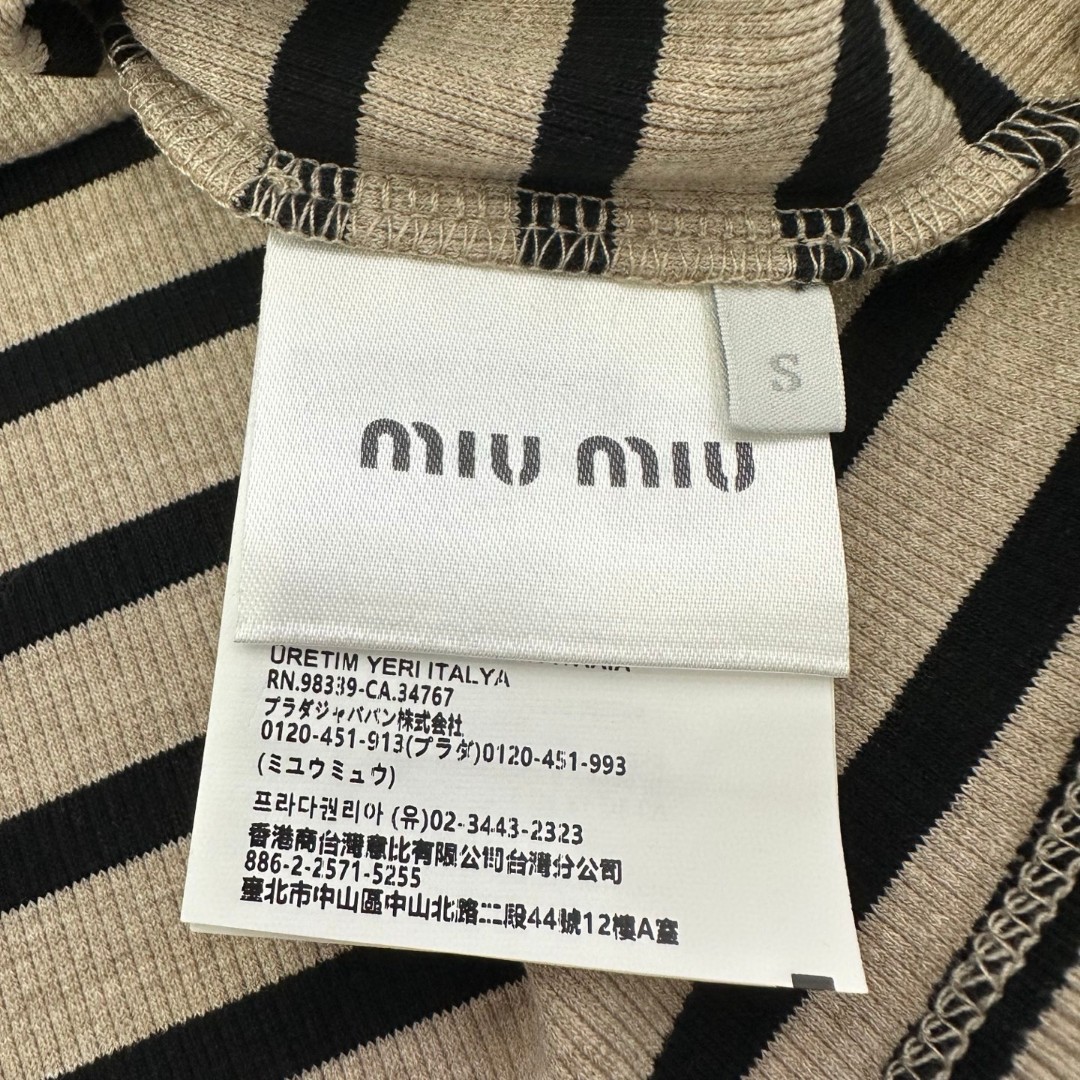 S
MIU MIU
ÜRETIM YERI ITALYA
RN.98339-CA.34767
プラダジャパバン株式会社
0120-451-913(プラダ)0120-451-993
(ミユウミュウ)
프라다퀀리아 (유)02-3443-2323
香港商台灣意比有限公司台灣分公司
886-2-2571-5255
臺北市中山區中山北路二段44號12樓A室